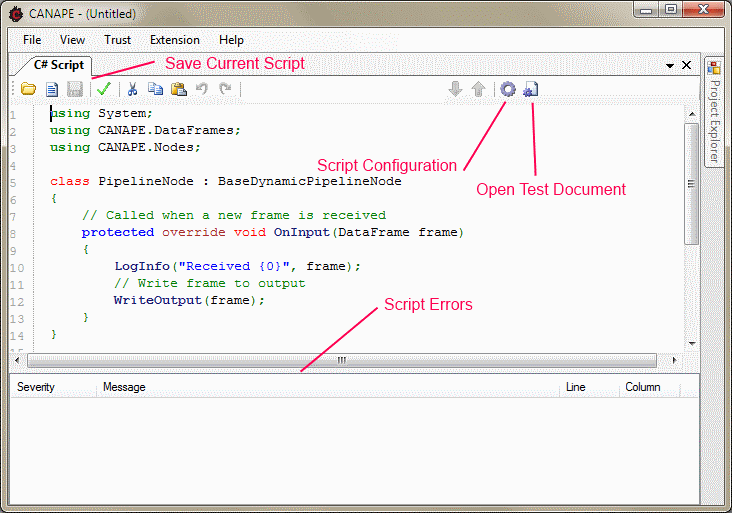 CANAPE - (Untitled)
File View Trust Extension Help
C# Script
Save Current Script
Project Explorer
1 using System;
2 using CANAPE.DataFrames;
3 using CANAPE.Nodes;
4
Script Configuration
5 class PipelineNode : BaseDynamicPipelineNode
Open Test Document
6 {
7 // Called when a new frame is received
8 protected override void OnInput(DataFrame frame)
9 {
10 LogInfo("Received {0}", frame);
11 // Write frame to output
12 WriteOutput(frame);
Script Errors
13 }
14 }
15
Severity Message Line Column